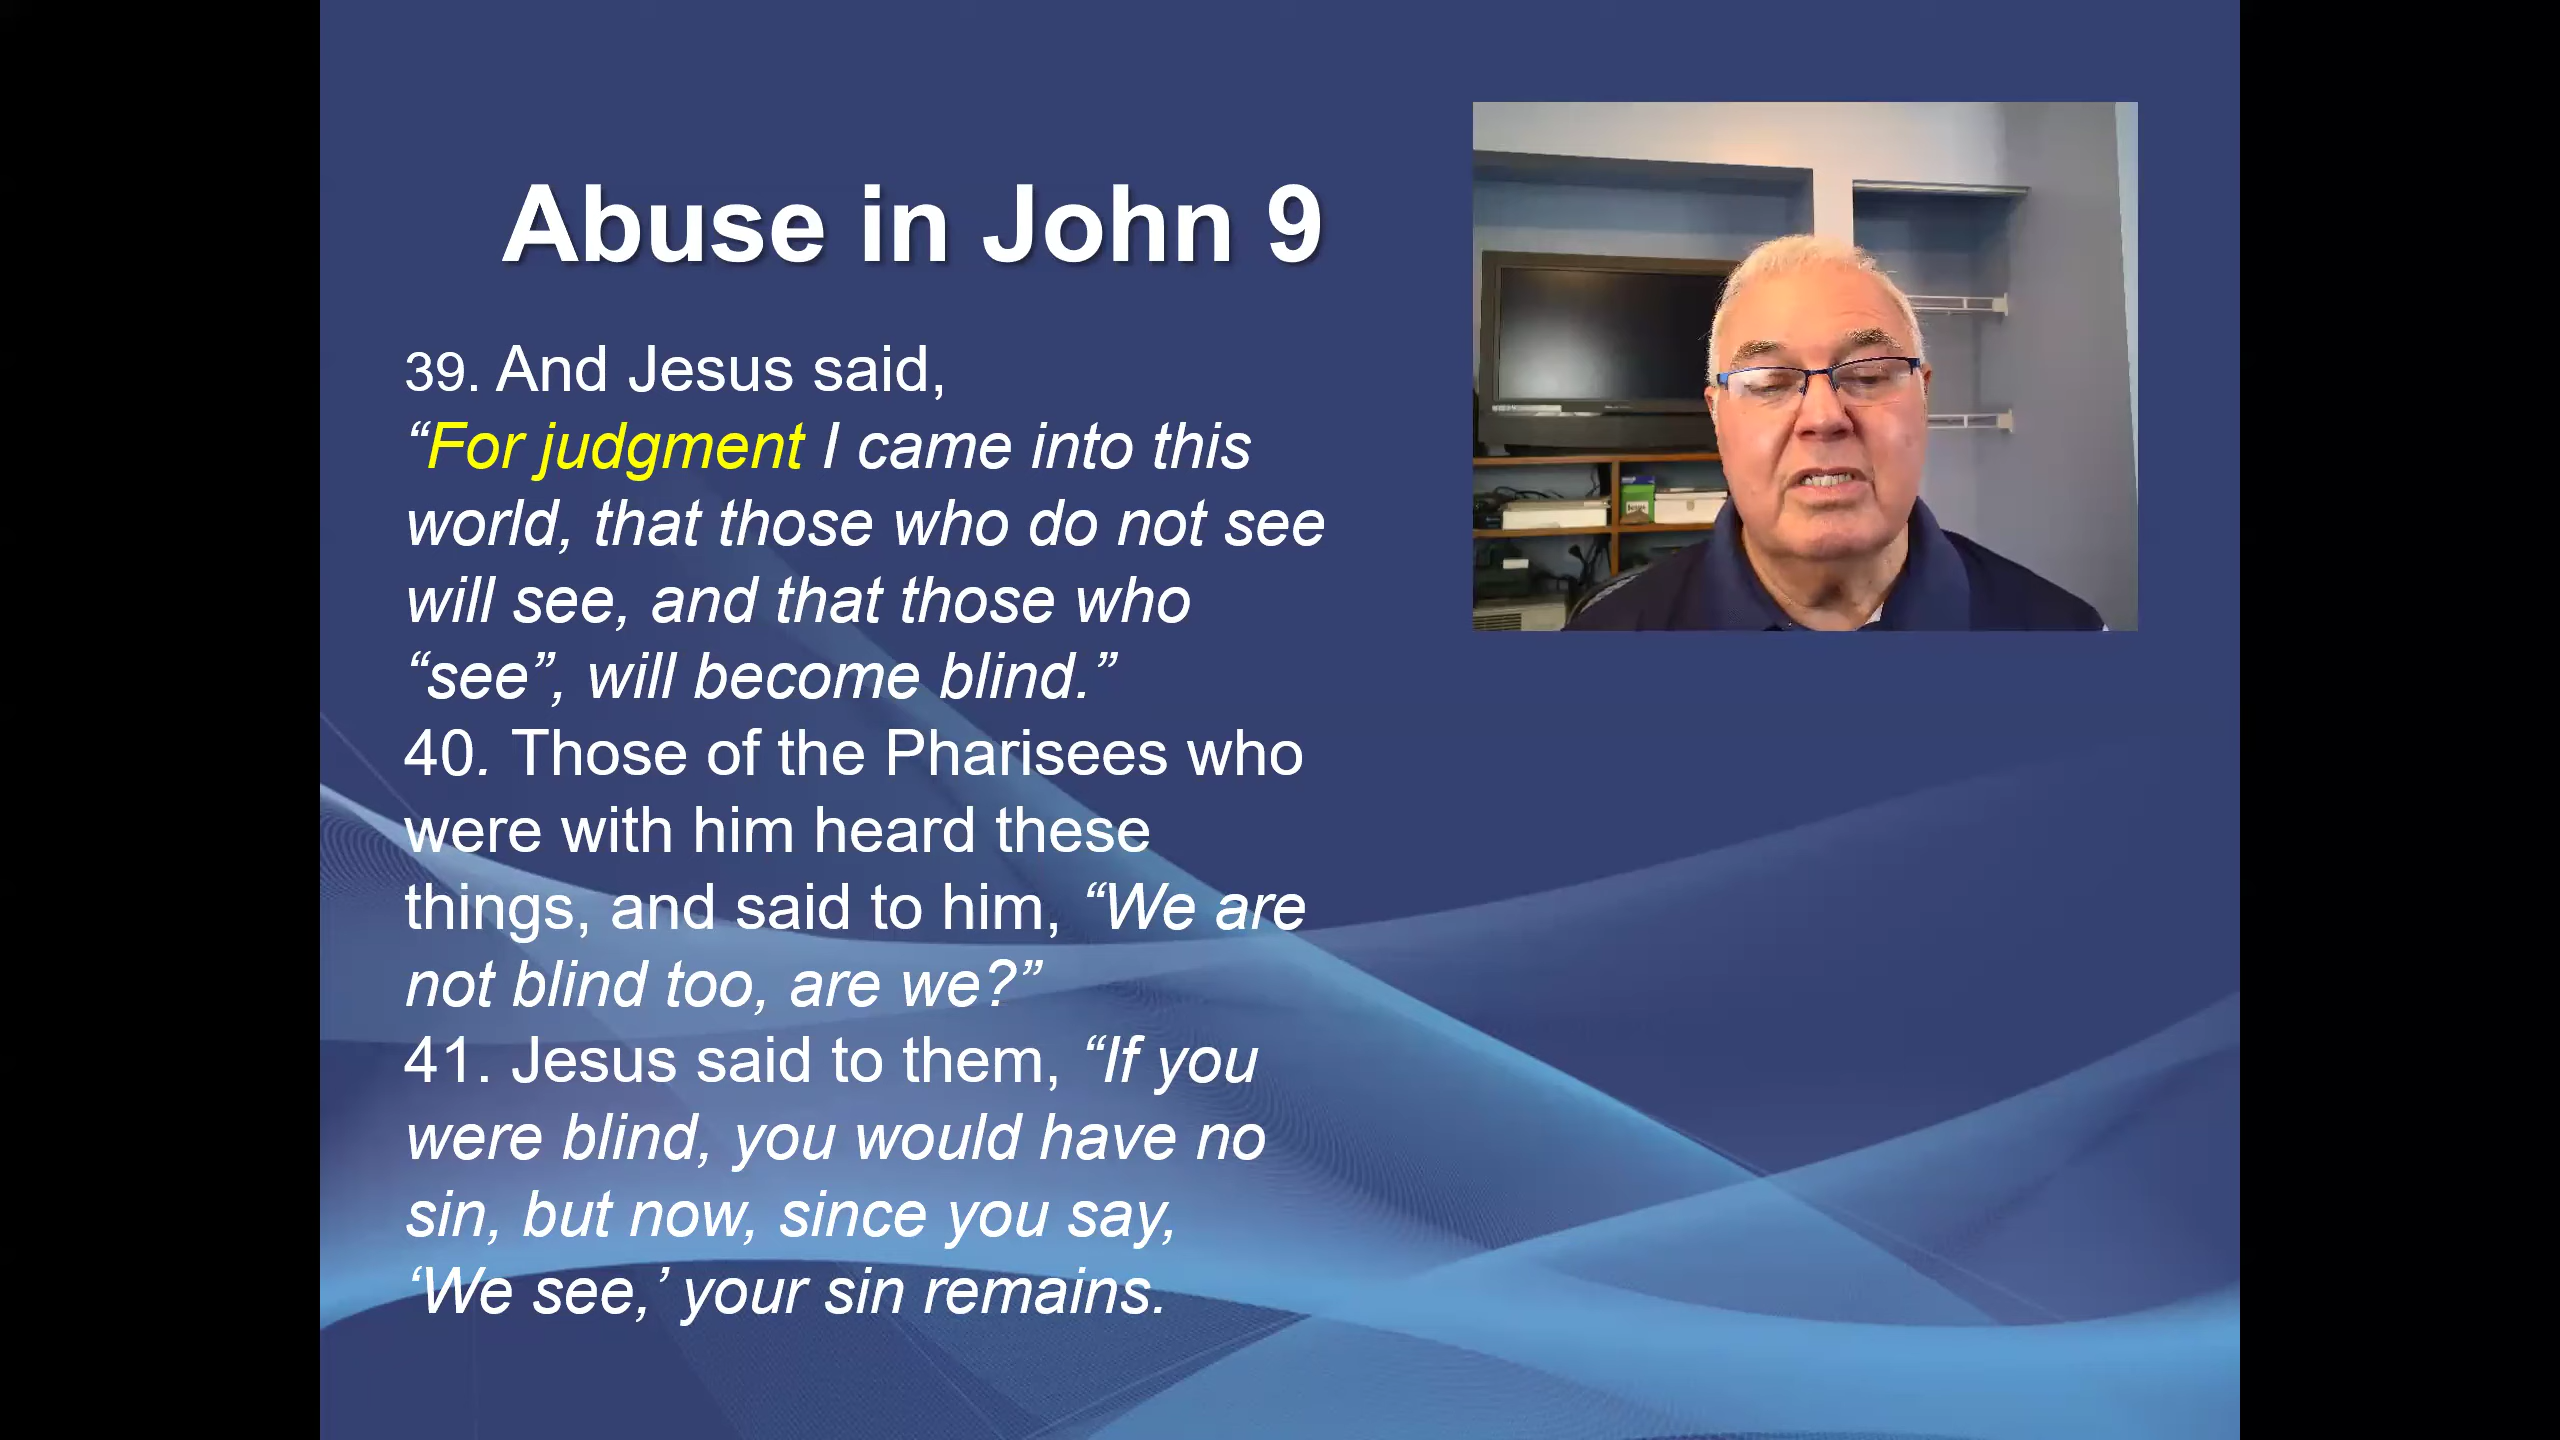 Abuse in John 9
39. And Jesus said,
“For judgment I came into this
world, that those who do not see
will see, and that those who
“see”, will become blind.”
40. Those of the Pharisees who
were with him heard these
things, and said to him, “We are
not blind too, are we?”
41. Jesus said to them, “If you
were blind, you would have no
sin, but now, since you say,
‘We see,’ your sin remains.